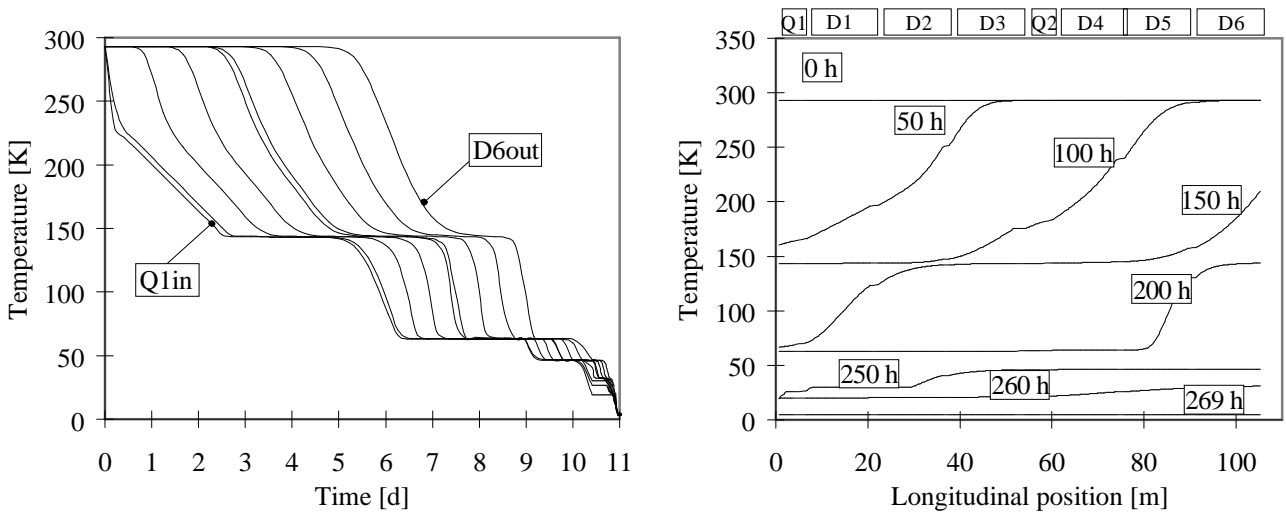 Temperature [K]
300
250
200
150
100
50
0
D6out
Q1in
0 1 2 3 4 5 6 7 8 9 10 11
Time [d]
Q1 D1 D2 D3 Q2 D4 D5 D6
Temperature [K]
350
300
250
200
150
100
50
0
0 h
50 h
100 h
150 h
200 h
250 h
260 h
269 h
0 20 40 60 80 100
Longitudinal position [m]